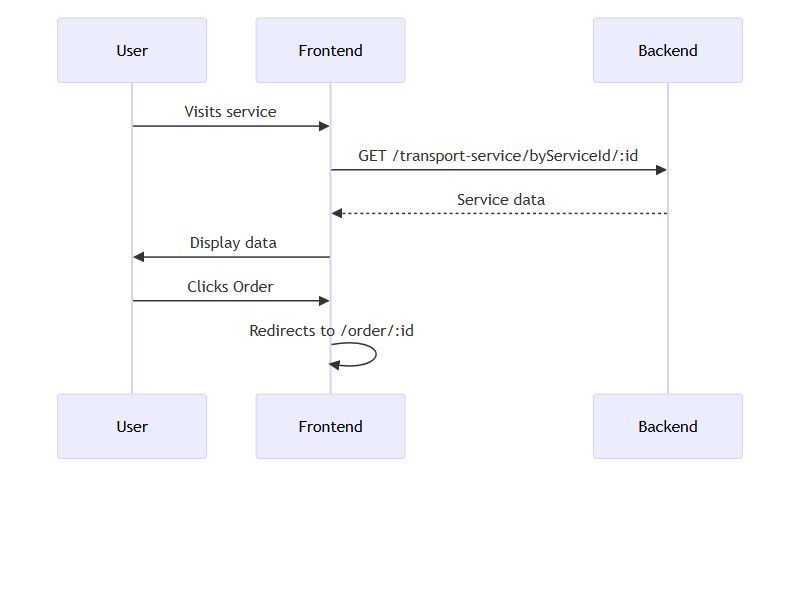 User
Frontend
Backend
Visits service
GET /transport-service/byServiceId/:id
Service data
Display data
Clicks Order
Redirects to /order/:id
User
Frontend
Backend